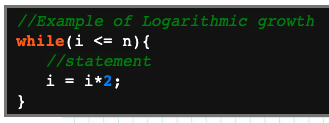 //Example of Logarithmic growth
while(i <= n){
//statement
i = i*2;
}